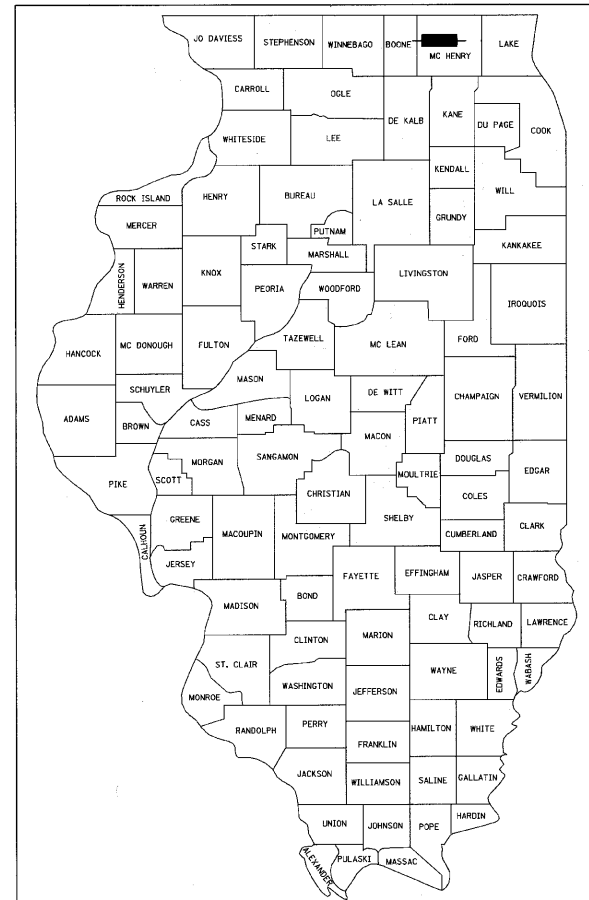 JO DAVIESS
STEPHENSON
WINNEBAGO
BOONE
MC HENRY
LAKE
CARROLL
OGLE
DE KALB
KANE
DU PAGE
COOK
WHITESIDE
LEE
KENDALL
WILL
ROCK ISLAND
HENRY
BUREAU
LA SALLE
GRUNDY
MERCER
PUTNAM
STARK
MARSHALL
KANKAKEE
HENDERSON
WARREN
KNOX
PEORIA
WOODFORD
LIVINGSTON
IROQUOIS
HANCOCK
MC DONOUGH
FULTON
TAZEWELL
MC LEAN
FORD
SCHUYLER
MASON
LOGAN
DE WITT
CHAMPAIGN
VERMILION
ADAMS
BROWN
CASS
MENARD
PIATT
MACON
MORGAN
SANGAMON
DOUGLAS
EDGAR
PIKE
SCOTT
CHRISTIAN
MOULTRIE
COLES
GREENE
MACOUPIN
MONTGOMERY
SHELBY
CUMBERLAND
CLARK
CALHOUN
JERSEY
FAYETTE
EFFINGHAM
JASPER
CRAWFORD
MADISON
BOND
CLAY
RICHLAND
LAWRENCE
CLINTON
MARION
ST. CLAIR
WAYNE
EDWARDS
WABASH
WASHINGTON
JEFFERSON
MONROE
RANDOLPH
PERRY
HAMILTON
WHITE
FRANKLIN
JACKSON
WILLIAMSON
SALINE
GALLATIN
UNION
JOHNSON
POPE
HARDIN
ALEXANDER
PULASKI
MASSAC